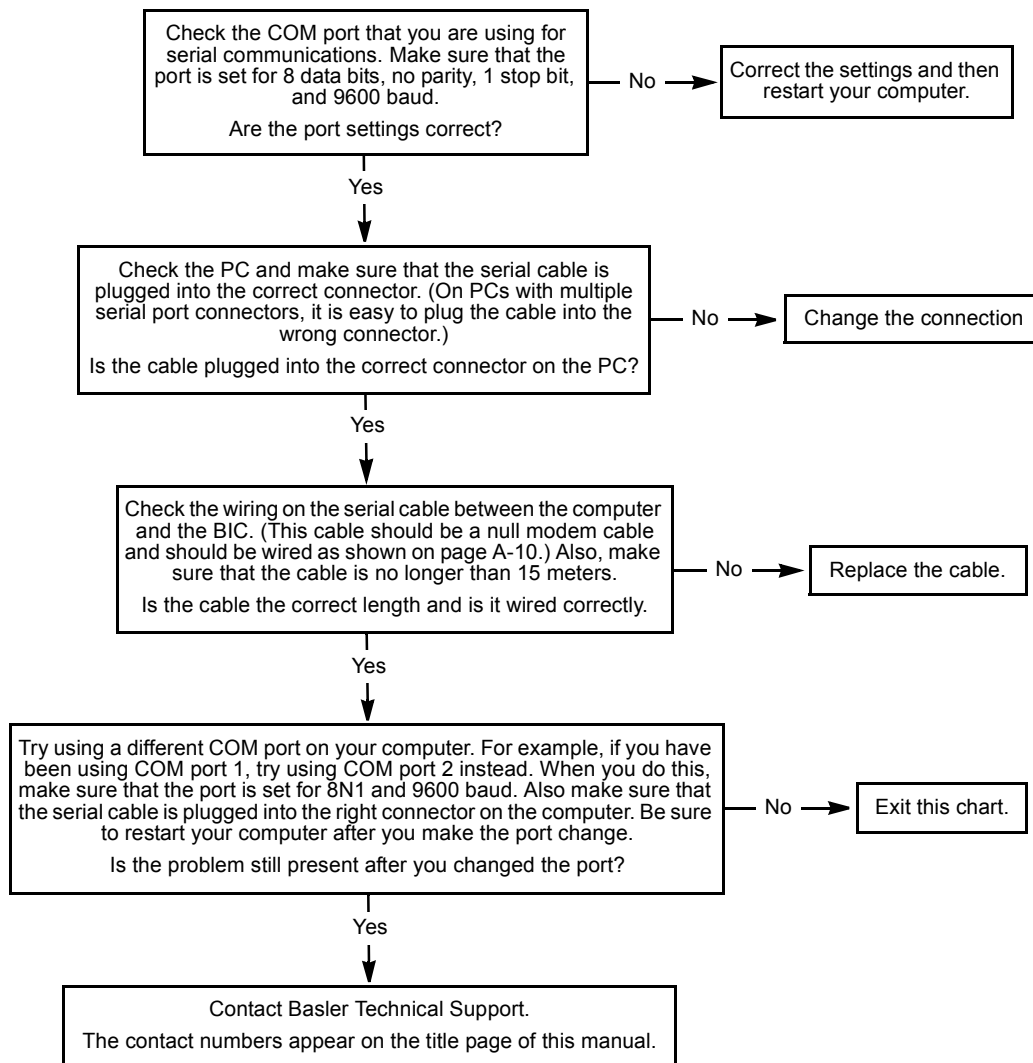 Check the COM port that you are using for
serial communications. Make sure that the
port is set for 8 data bits, no parity, 1 stop bit,
and 9600 baud.
Are the port settings correct?
No
Correct the settings and then
restart your computer.
Yes
Check the PC and make sure that the serial cable is
plugged into the correct connector. (On PCs with multiple
serial port connectors, it is easy to plug the cable into the
wrong connector.)
Is the cable plugged into the correct connector on the PC?
No
Change the connection
Yes
Check the wiring on the serial cable between the computer
and the BIC. (This cable should be a null modem cable
and should be wired as shown on page A-10.) Also, make
sure that the cable is no longer than 15 meters.
Is the cable the correct length and is it wired correctly.
No
Replace the cable.
Yes
Try using a different COM port on your computer. For example, if you have
been using COM port 1, try using COM port 2 instead. When you do this,
make sure that the port is set for 8N1 and 9600 baud. Also make sure that
the serial cable is plugged into the right connector on the computer. Be sure
to restart your computer after you make the port change.
Is the problem still present after you changed the port?
No
Exit this chart.
Yes
Contact Basler Technical Support.
The contact numbers appear on the title page of this manual.